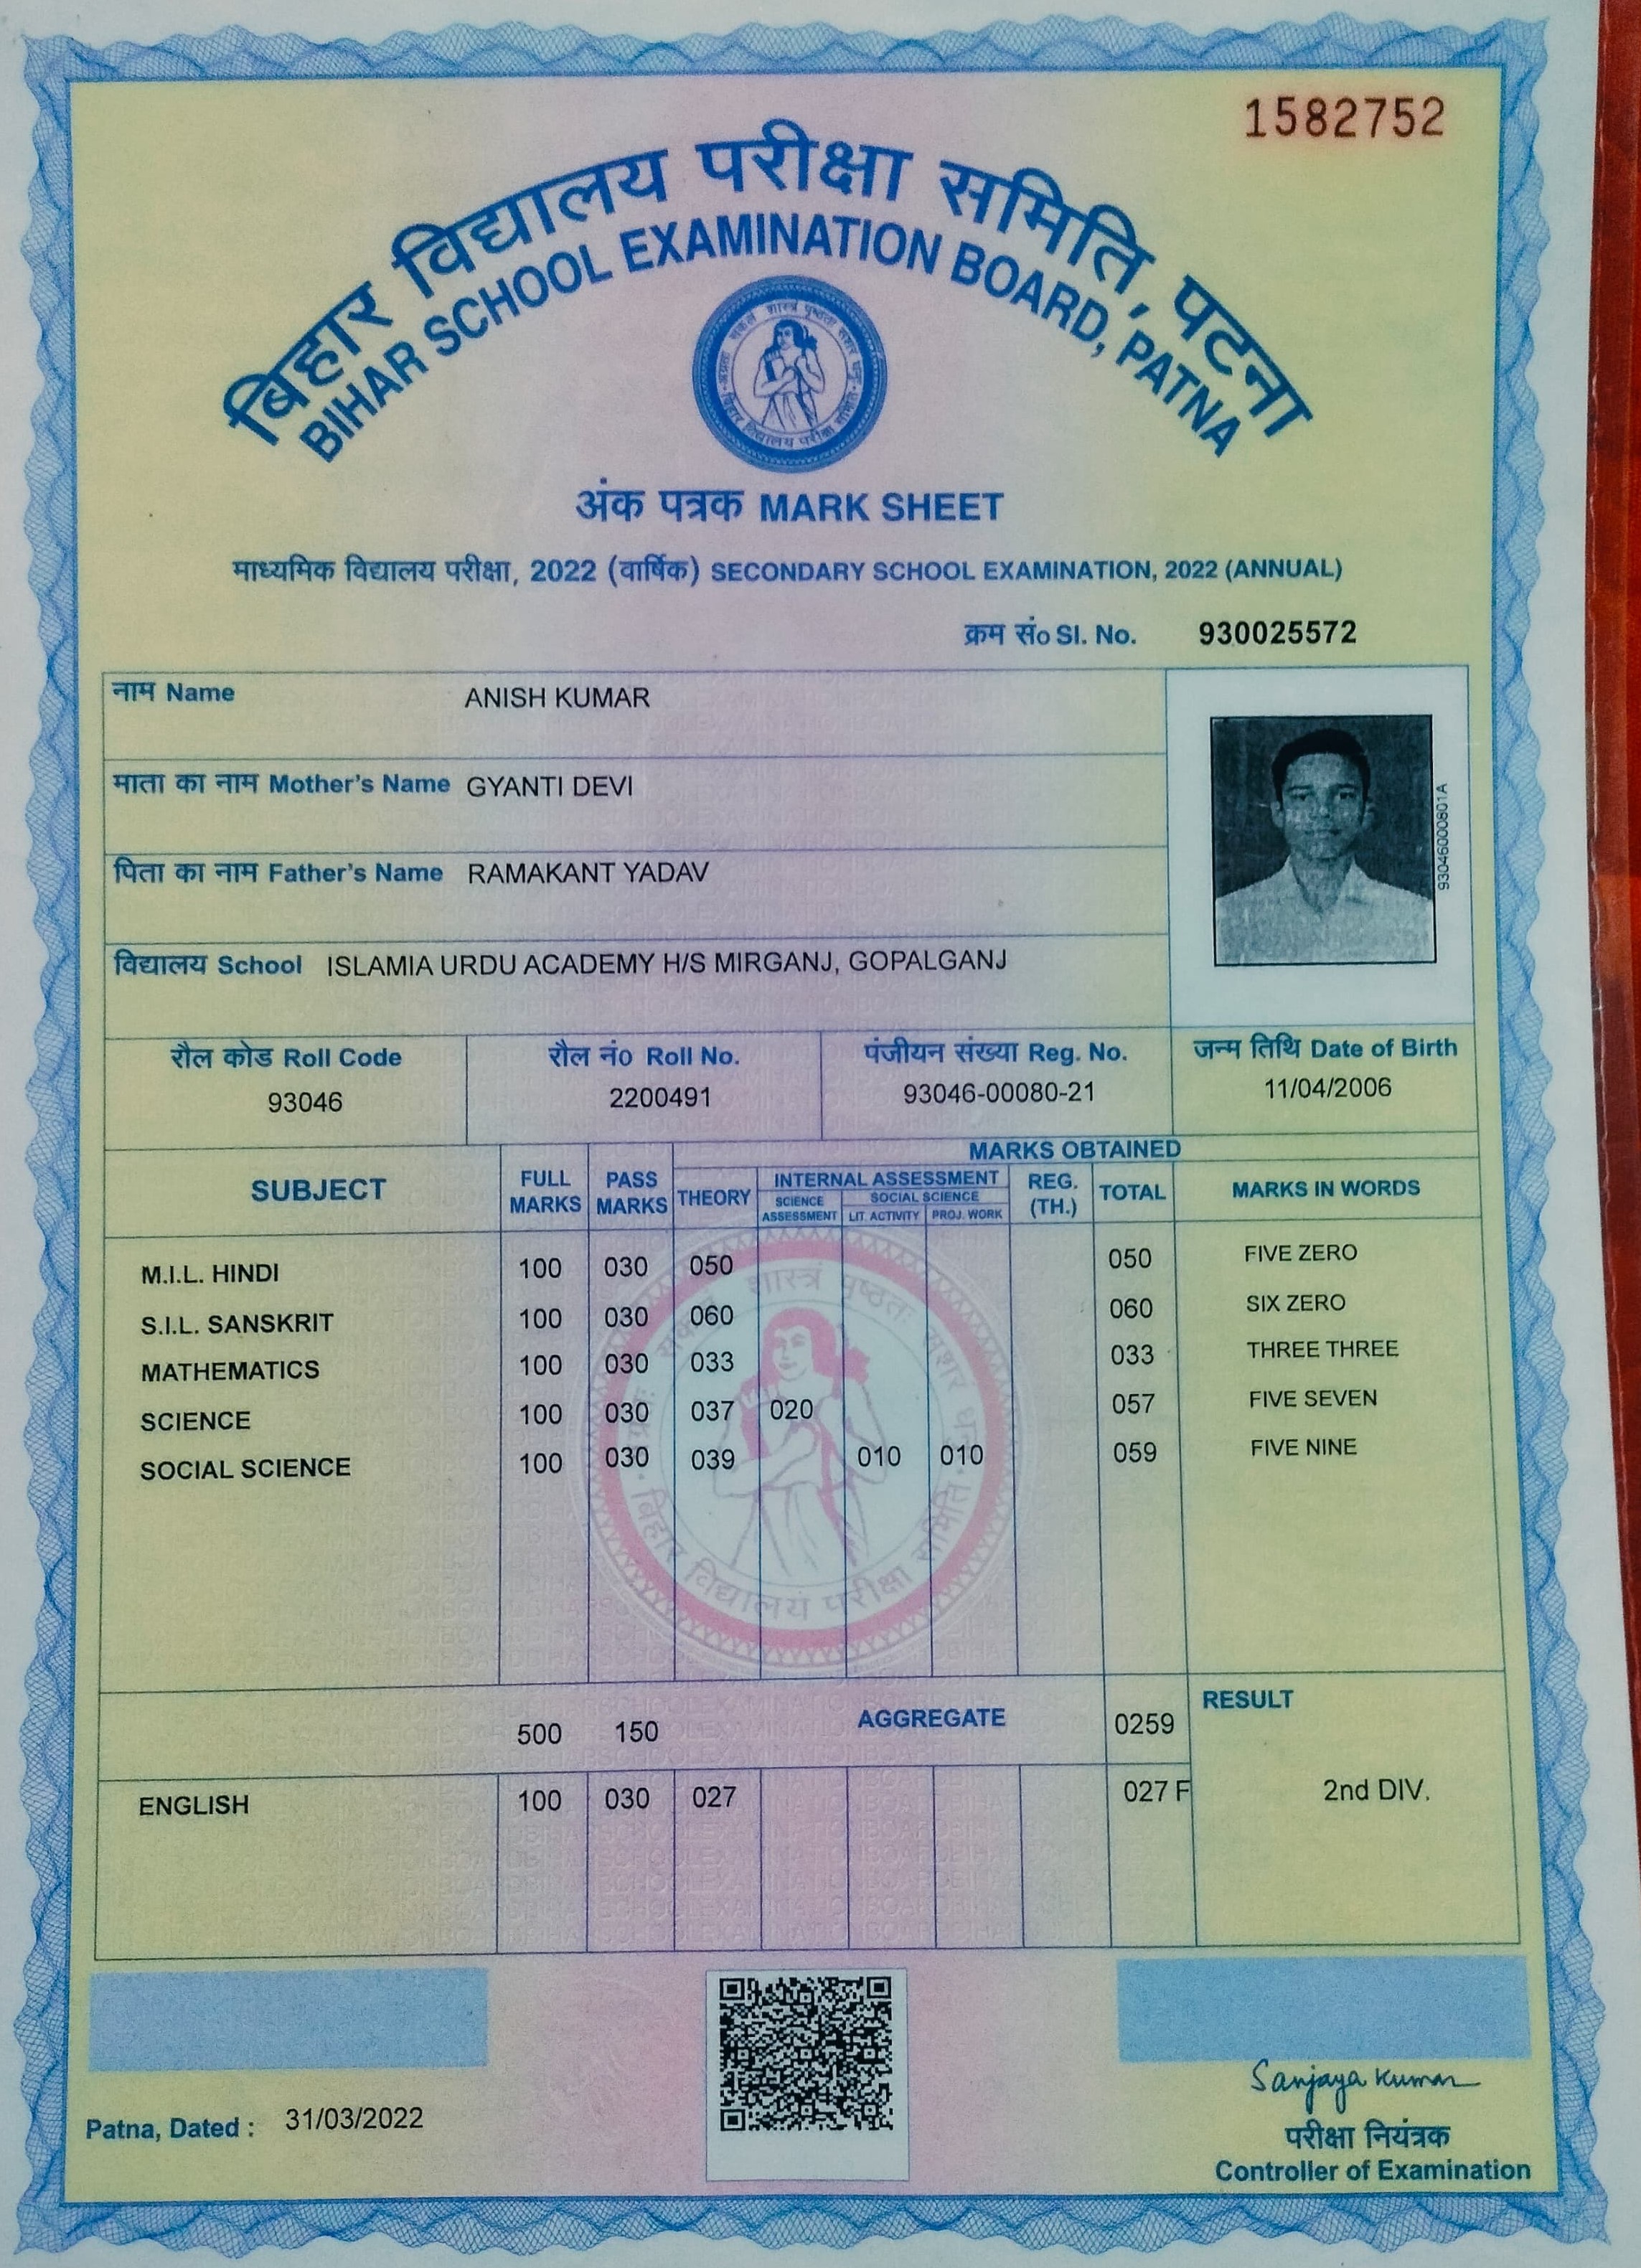 1582752
बिहार विद्यालय परीक्षा समिति, पटना
BIHAR SCHOOL EXAMINATION BOARD, PATNA
बिहार विद्यालय परीक्षा समिति
अंक पत्रक MARK SHEET
माध्यमिक विद्यालय परीक्षा, 2022 (वार्षिक) SECONDARY SCHOOL EXAMINATION, 2022 (ANNUAL)
क्रम सं० Sl. No. 930025572
नाम Name ANISH KUMAR
माता का नाम Mother's Name GYANTI DEVI
पिता का नाम Father's Name RAMAKANT YADAV
विद्यालय School ISLAMIA URDU ACADEMY H/S MIRGANJ, GOPALGANJ
93046000801A
रौल कोड Roll Code रौल नं० Roll No. पंजीयन संख्या Reg. No. जन्म तिथि Date of Birth
93046 2200491 93046-00080-21 11/04/2006
SUBJECT FULL MARKS PASS MARKS MARKS OBTAINED
THEORY INTERNAL ASSESSMENT REG. (TH.) TOTAL MARKS IN WORDS
SCIENCE ASSESSMENT SOCIAL SCIENCE
LIT. ACTIVITY PROJ. WORK
M.I.L. HINDI 100 030 050 050 FIVE ZERO
S.I.L. SANSKRIT 100 030 060 060 SIX ZERO
MATHEMATICS 100 030 033 033 THREE THREE
SCIENCE 100 030 037 020 057 FIVE SEVEN
SOCIAL SCIENCE 100 030 039 010 010 059 FIVE NINE
बिहार विद्यालय परीक्षा समिति
500 150 AGGREGATE 0259 RESULT
ENGLISH 100 030 027 027 F 2nd DIV.
Patna, Dated : 31/03/2022
Sanjaya Kumar
परीक्षा नियंत्रक
Controller of Examination